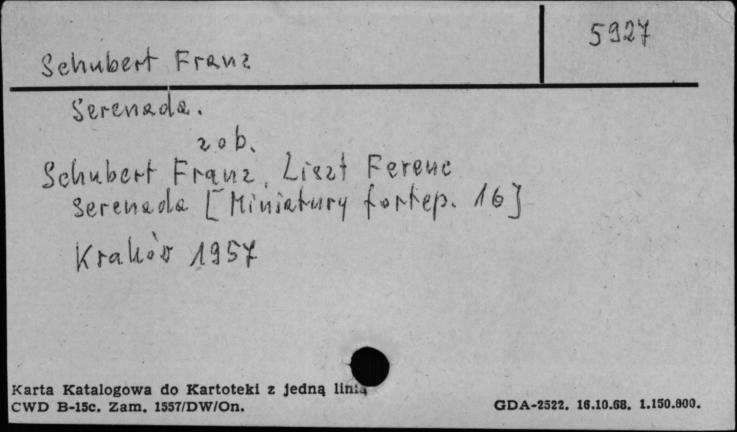 5927
Schubert Franz
Serenada.
zob.
Schubert Franz, Liszt Ferenc
Serenada [Miniatury fortep. 16]
Kraków 1957
Karta Katalogowa do Kartoteki z jedną linią
CWD B-15c. Zam. 1557/DW/On.
GDA-2522. 16.10.68. 1.150.000.